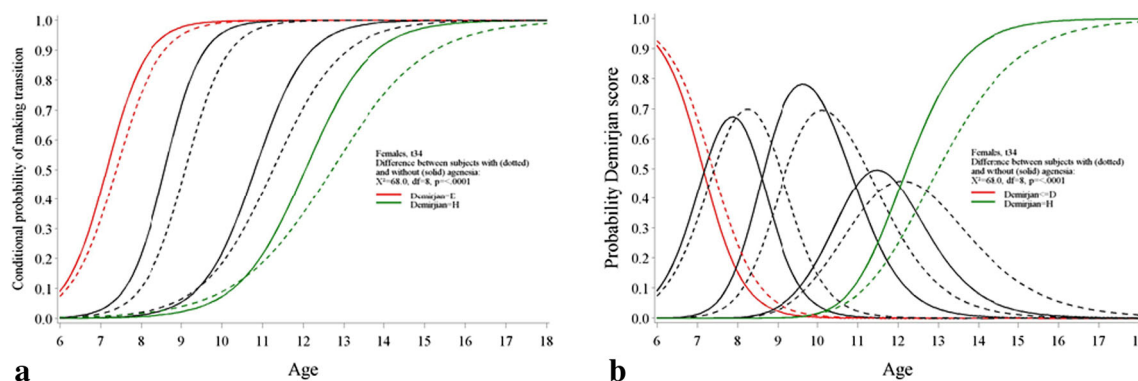 Conditional probability of making transition
1.0
0.9
0.8
0.7
0.6
0.5
0.4
0.3
0.2
0.1
0.0
6 7 8 9 10 11 12 13 14 15 16 17 18
Age
Females, t34
Difference between subjects with (dotted)
and without (solid) agenesia:
X²=68.0, df=8, p=<.0001
Demirjian=E
Demirjian=H
a
Probability Demirjan score
1.0
0.9
0.8
0.7
0.6
0.5
0.4
0.3
0.2
0.1
0.0
6 7 8 9 10 11 12 13 14 15 16 17
Age
Females, t34
Difference between subjects with (dotted)
and without (solid) agenesia:
X²=68.0, df=8, p=<.0001
Demirjan<=D
Demirjan=H
b